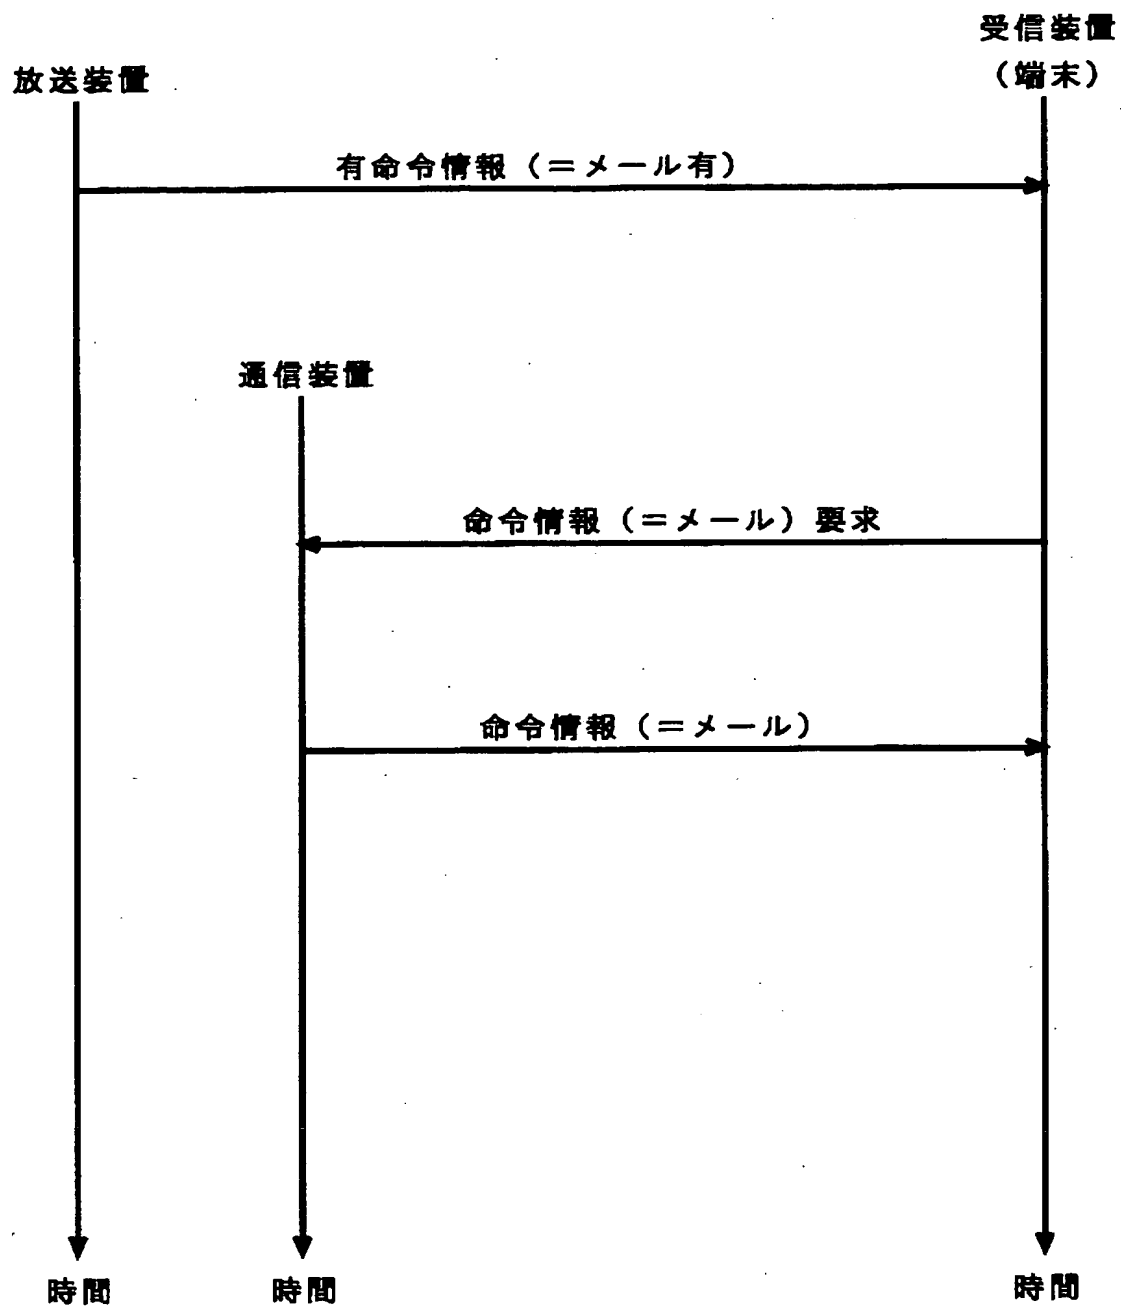 受信装置
(端末)
放送装置
有命令情報(=メール有)
通信装置
命令情報(=メール)要求
命令情報(=メール)
時間
時間
時間